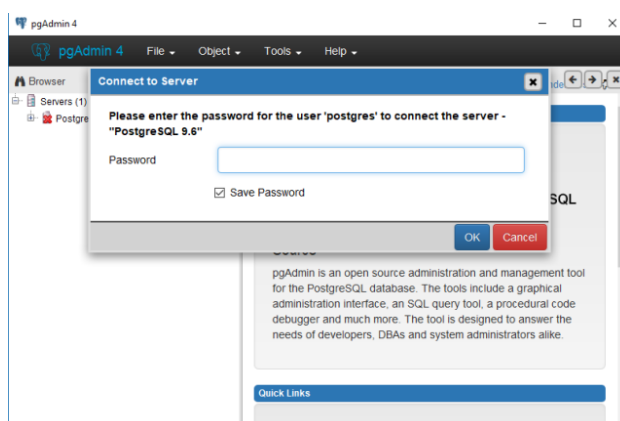 pgAdmin 4
pgAdmin 4 File Object Tools Help
Browser
Connect to Server
Servers (1)
Please enter the password for the user 'postgres' to connect the server -
"PostgreSQL 9.6"
Postgre
Password
Save Password
SQL
OK Cancel
Source
pgAdmin is an open source administration and management tool
for the PostgreSQL database. The tools include a graphical
administration interface, an SQL query tool, a procedural code
debugger and much more. The tool is designed to answer the
needs of developers, DBAs and system administrators alike.
Quick Links